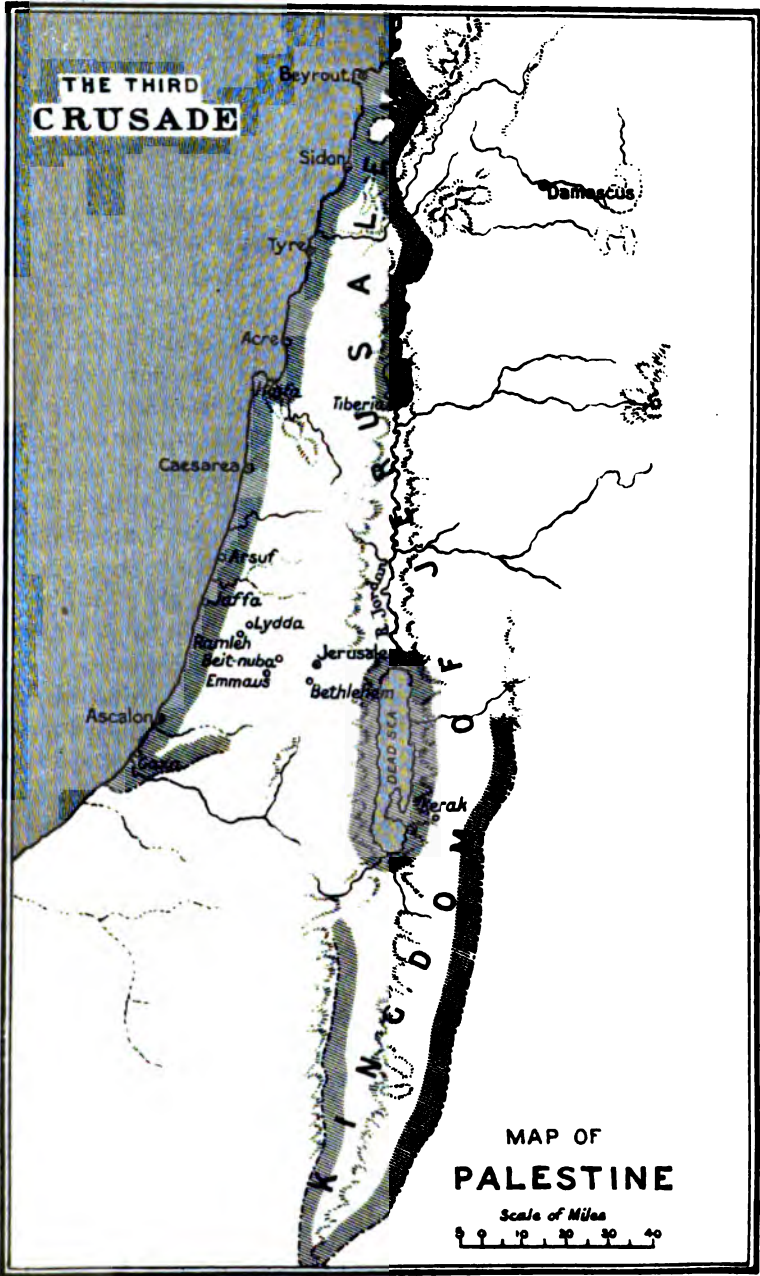 THE THIRD
CRUSADE
Beyrout
Sidon
Damascus
Tyre
Acre
Haifa
Tiberia
Caesarea
Arsuf
Jaffa
Lydda
Ramleh
Beit-nuba
Emmaus
Jerusale
Bethlehem
R. Jordan
Ascalon
Gaza
DEAD SEA
Kerak
KINGDOM OF JERUSALEM
MAP OF
PALESTINE
Scale of Miles
5 0 10 20 30 40